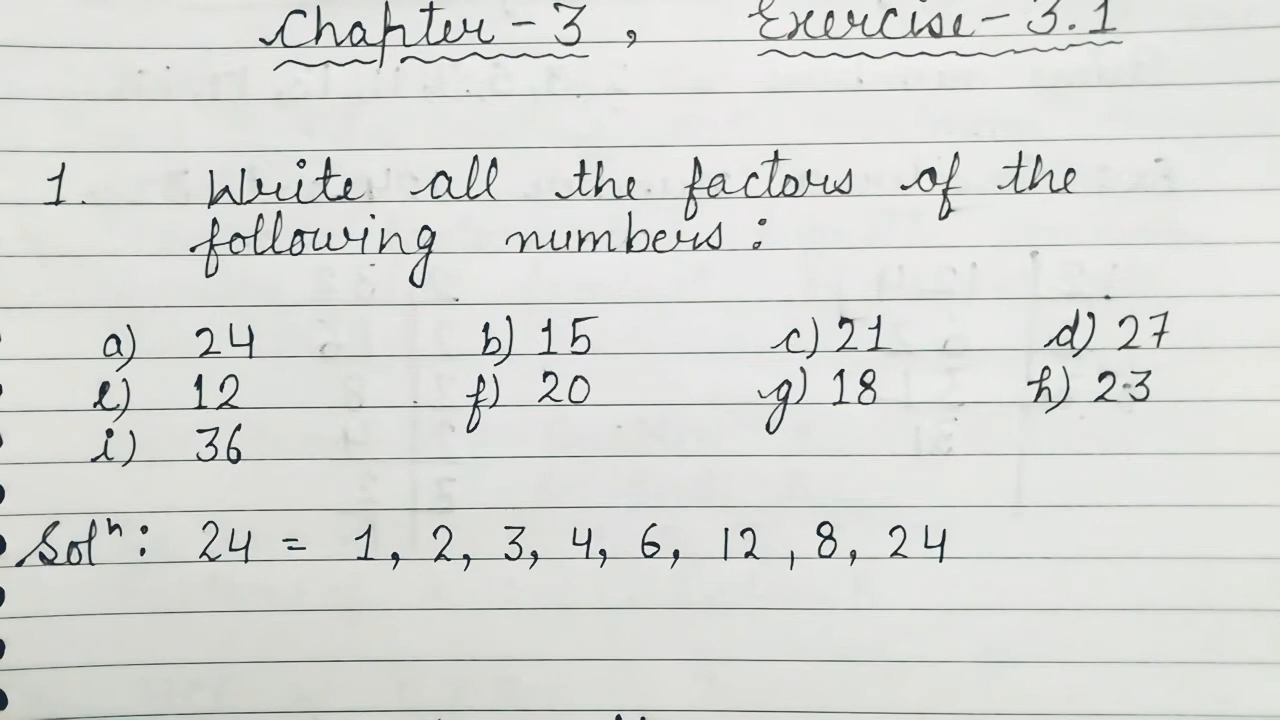 Chapter - 3, Exercise - 3.1
1. Write all the factors of the
following numbers:
a) 24 b) 15 c) 21 d) 27
e) 12 f) 20 g) 18 h) 23
i) 36
Solⁿ: 24 = 1, 2, 3, 4, 6, 12, 8, 24